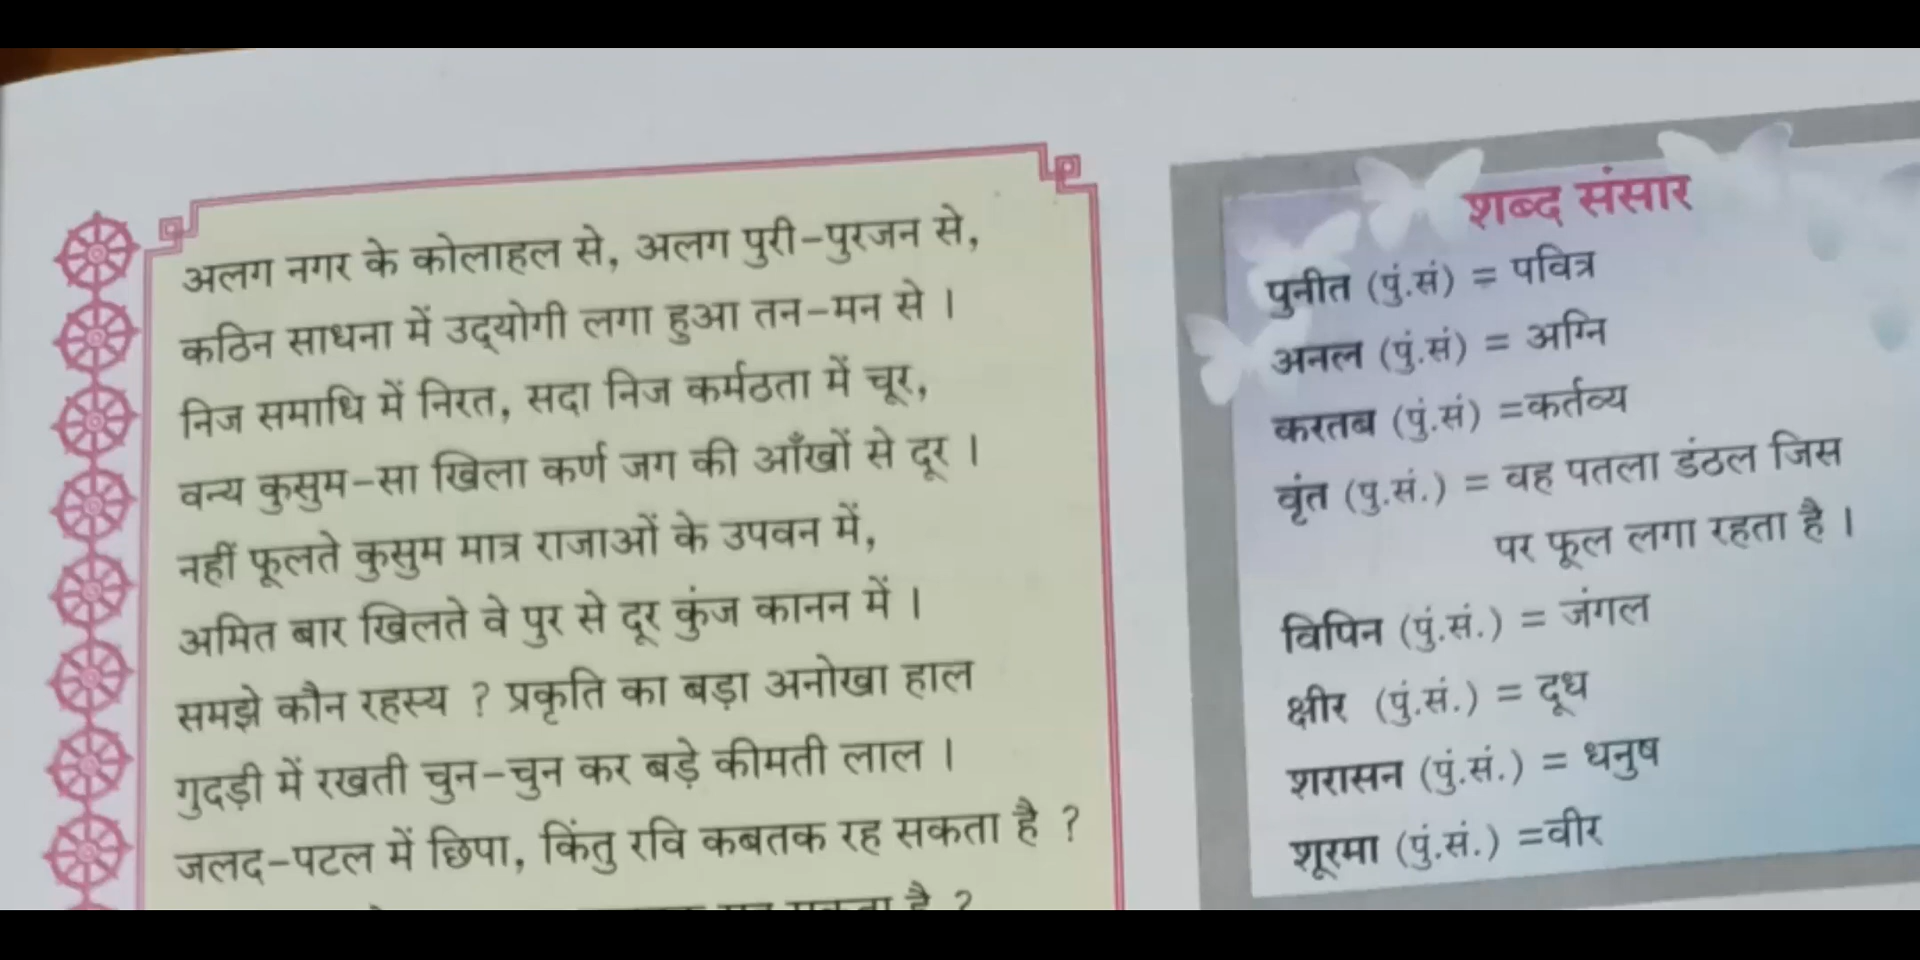 अलग नगर के कोलाहल से, अलग पुरी-पुरजन से,
कठिन साधना में उद्‌योगी लगा हुआ तन-मन से ।
निज समाधि में निरत, सदा निज कर्मठता में चूर,
वन्य कुसुम-सा खिला कर्ण जग की आँखों से दूर ।
नहीं फूलते कुसुम मात्र राजाओं के उपवन में,
अमित बार खिलते वे पुर से दूर कुंज कानन में ।
समझे कौन रहस्य ? प्रकृति का बड़ा अनोखा हाल
गुदड़ी में रखती चुन-चुन कर बड़े कीमती लाल ।
जलद-पटल में छिपा, किंतु रवि कबतक रह सकता है ?
है ?
शब्द संसार
पुनीत (पुं.सं) = पवित्र
अनल (पुं.सं) = अग्नि
करतब (पुं.सं) =कर्तव्य
वृंत (पु.सं.) = वह पतला डंठल जिस
पर फूल लगा रहता है ।
विपिन (पुं.सं.) = जंगल
क्षीर (पुं.सं.) = दूध
शरासन (पुं.सं.) = धनुष
शूरमा (पुं.सं.) =वीर